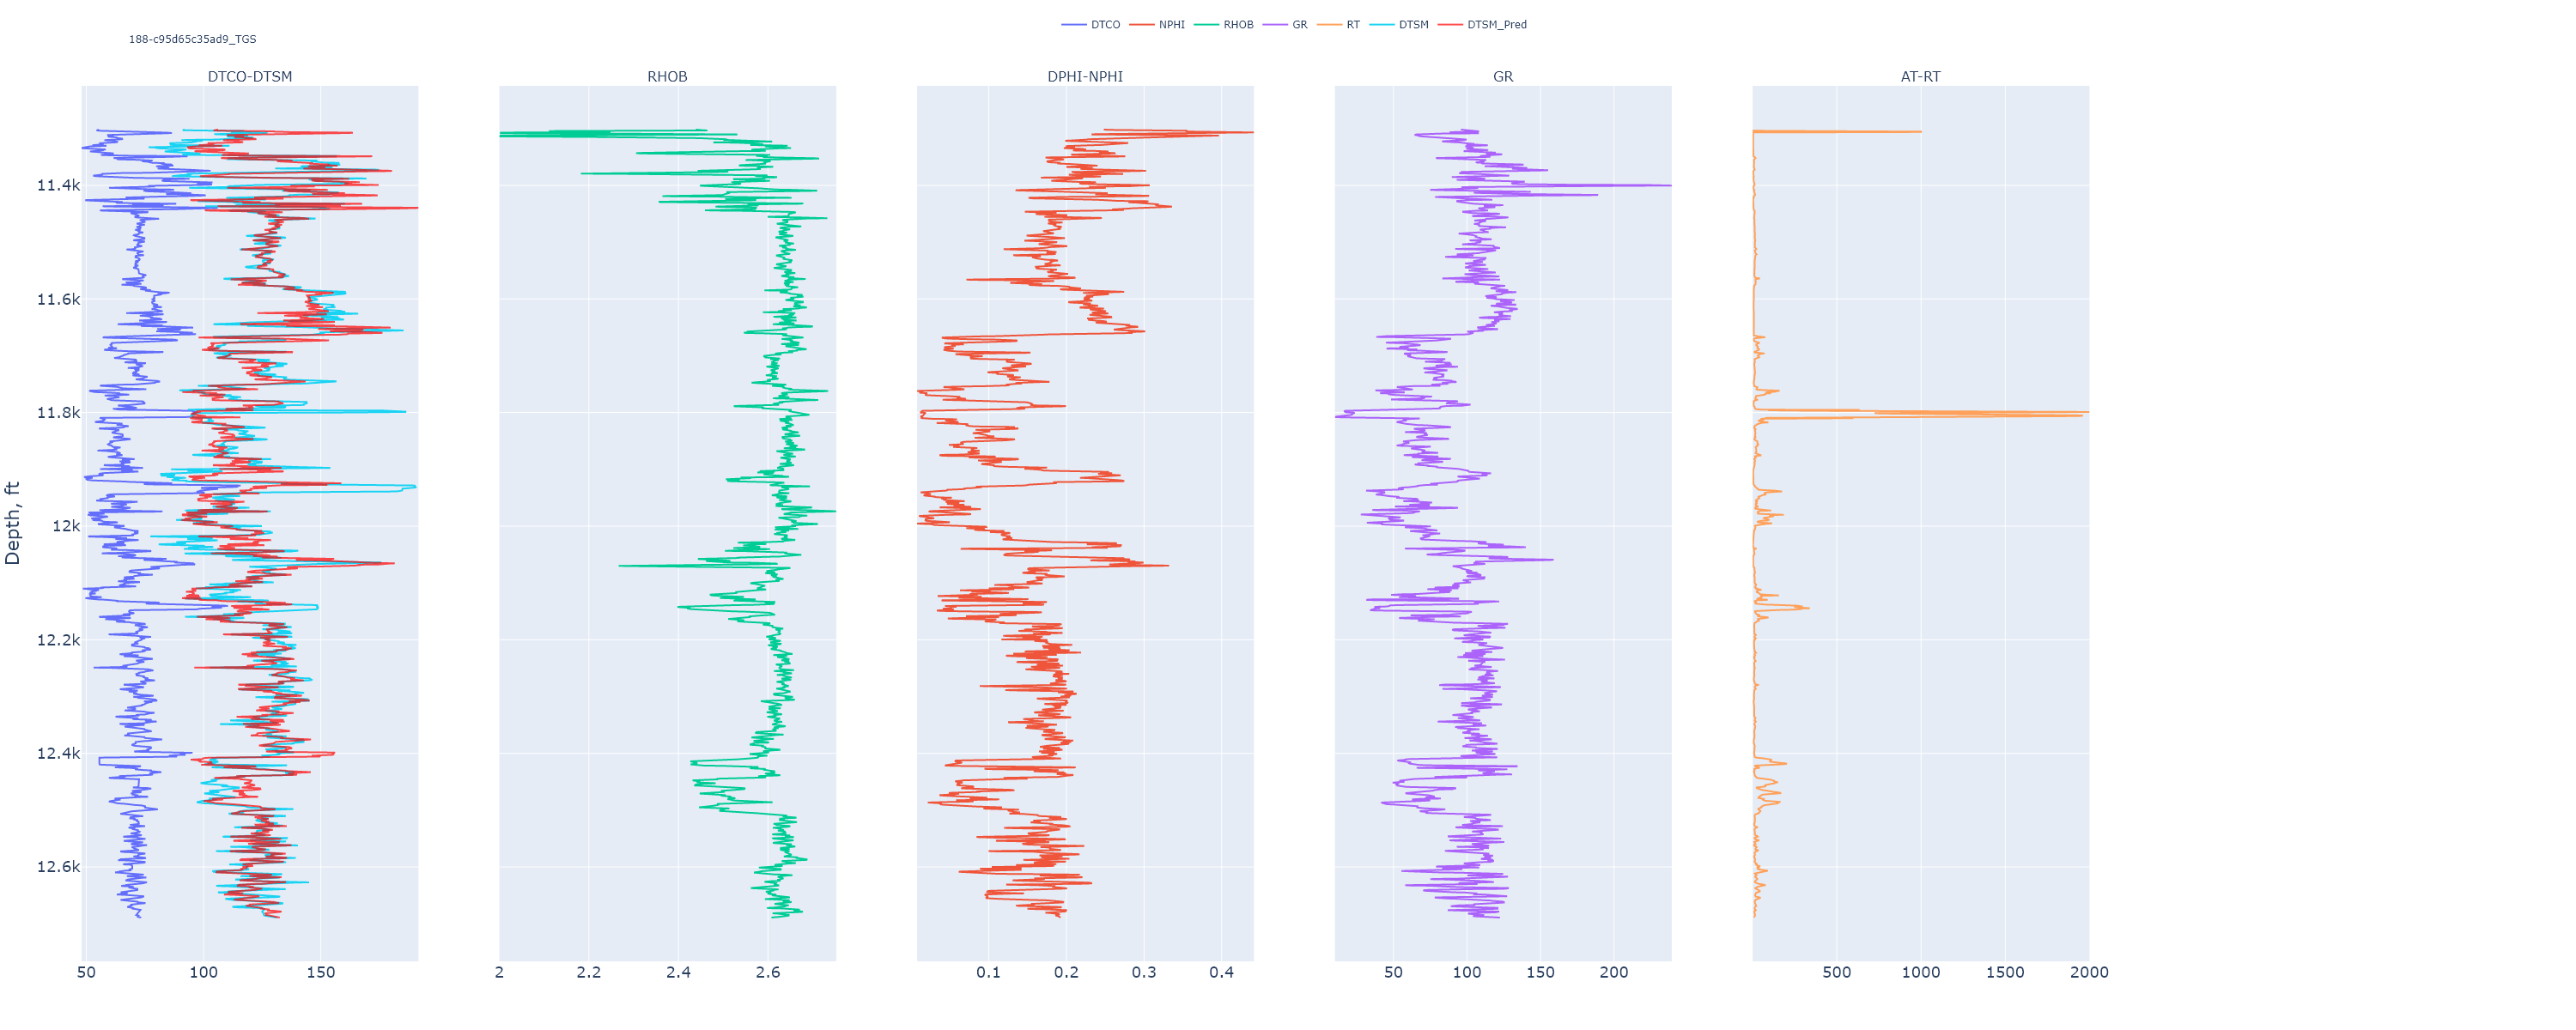 DTCO NPHI RHOB GR RT DTSM DTSM_Pred
188-c95d65c35ad9_TGS
DTCO-DTSM RHOB DPHI-NPHI GR AT-RT
Depth, ft
11.4k
11.6k
11.8k
12k
12.2k
12.4k
12.6k
50 100 150 2 2.2 2.4 2.6 0.1 0.2 0.3 0.4 50 100 150 200 500 1000 1500 2000